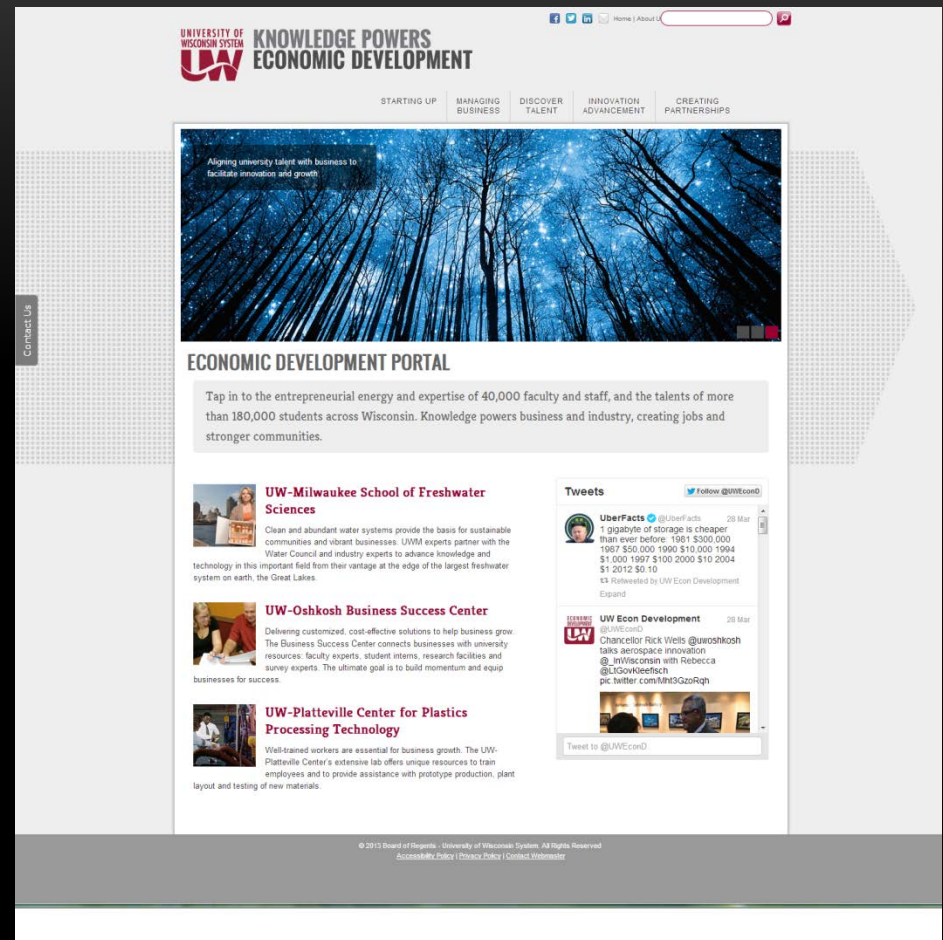 Home | About U
UNIVERSITY OF
WISCONSIN SYSTEM
UW
KNOWLEDGE POWERS
ECONOMIC DEVELOPMENT
STARTING UP
MANAGING
BUSINESS
DISCOVER
TALENT
INNOVATION
ADVANCEMENT
CREATING
PARTNERSHIPS
Aligning university talent with business to
facilitate innovation and growth.
Contact Us
ECONOMIC DEVELOPMENT PORTAL
Tap in to the entrepreneurial energy and expertise of 40,000 faculty and staff, and the talents of more
than 180,000 students across Wisconsin. Knowledge powers business and industry, creating jobs and
stronger communities.
UW-Milwaukee School of Freshwater
Sciences
Clean and abundant water systems provide the basis for sustainable
communities and vibrant businesses. UWM experts partner with the
Water Council and industry experts to advance knowledge and
technology in this important field from their vantage at the edge of the largest freshwater
system on earth, the Great Lakes.
UW-Oshkosh Business Success Center
Delivering customized, cost-effective solutions to help business grow.
The Business Success Center connects businesses with university
resources: faculty experts, student interns, research facilities and
survey experts. The ultimate goal is to build momentum and equip
businesses for success.
UW-Platteville Center for Plastics
Processing Technology
Well-trained workers are essential for business growth. The UW-
Platteville Center's extensive lab offers unique resources to train
employees and to provide assistance with prototype production, plant
layout and testing of new materials.
Tweets
Follow @UWEconD
UberFacts @UberFacts 26 Mar
1 gigabyte of storage is cheaper
than ever before: 1981 $300,000
1987 $50,000 1990 $10,000 1994
$1,000 1997 $100 2000 $10 2004
$1 2012 $0.10
Retweeted by UW Econ Development
Expand
ECONOMIC
DEVELOPMENT
UW
UW Econ Development 26 Mar
@UWEconD
Chancellor Rick Wells @uwoshkosh
talks aerospace innovation
@_InWisconsin with Rebecca
@LtGovKleefisch
pic.twitter.com/Mht3GzoRqh
Tweet to @UWEconD
© 2013 Board of Regents - University of Wisconsin System. All Rights Reserved
Accessibility Policy | Privacy Policy | Contact Webmaster